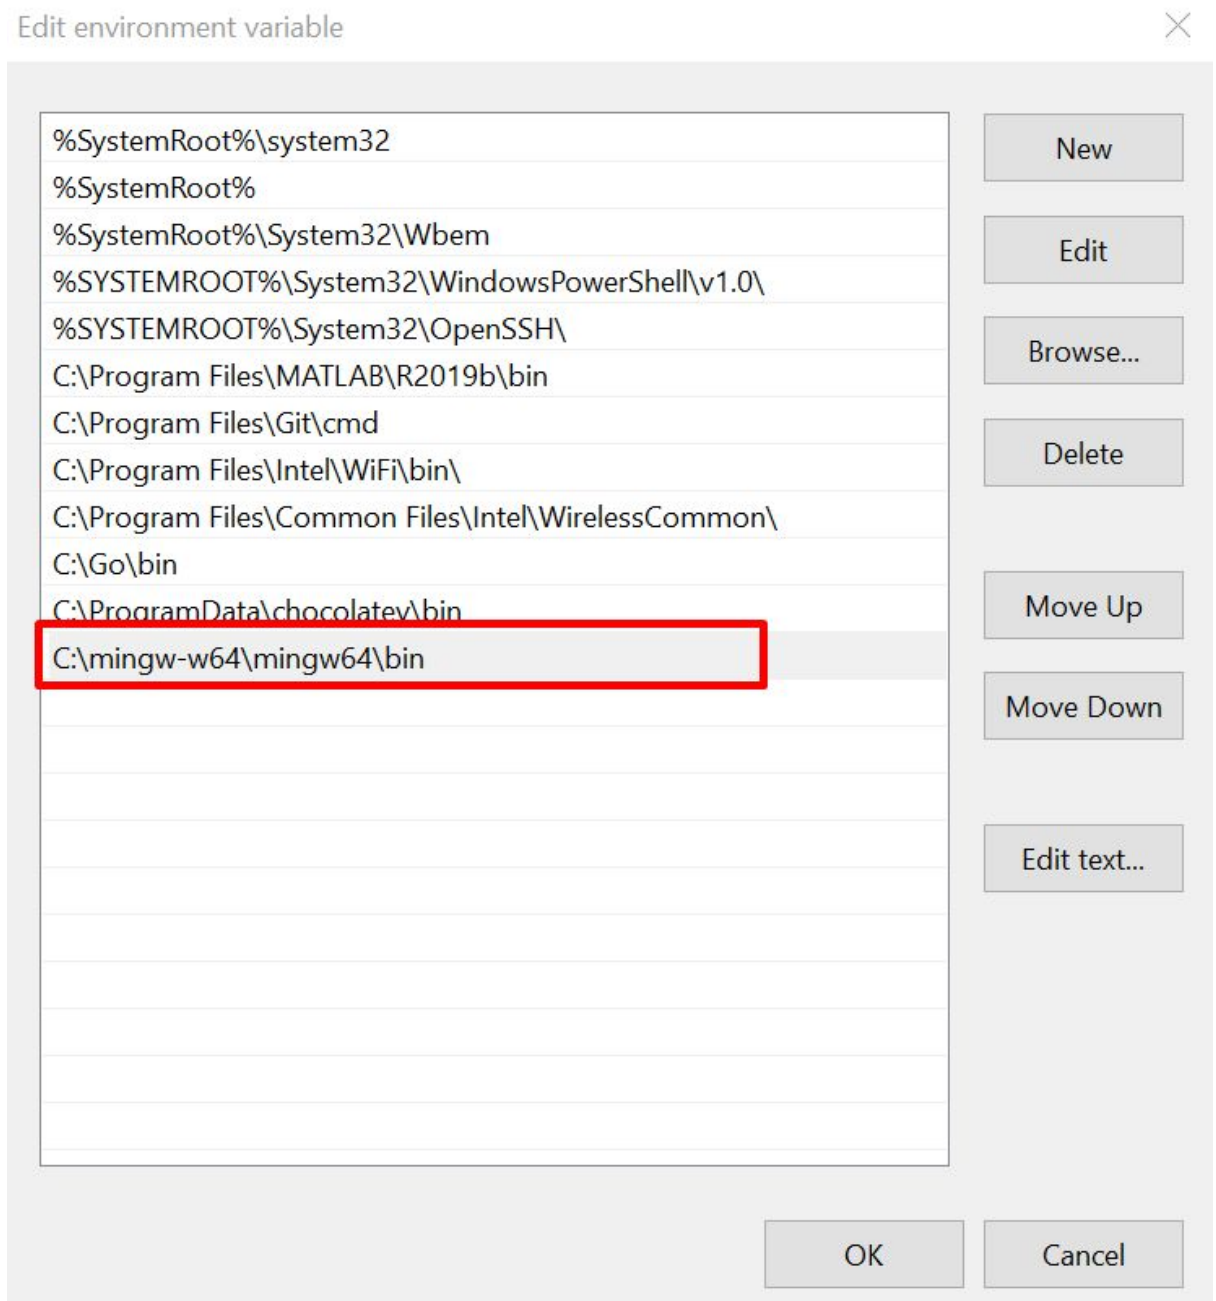 Edit environment variable
%SystemRoot%\system32
New
%SystemRoot%
%SystemRoot%\System32\Wbem
Edit
%SYSTEMROOT%\System32\WindowsPowerShell\v1.0\
%SYSTEMROOT%\System32\OpenSSH\
Browse...
C:\Program Files\MATLAB\R2019b\bin
C:\Program Files\Git\cmd
Delete
C:\Program Files\Intel\WiFi\bin\
C:\Program Files\Common Files\Intel\WirelessCommon\
C:\Go\bin
C:\ProgramData\chocolatey\bin
Move Up
C:\mingw-w64\mingw64\bin
Move Down
Edit text...
OK
Cancel